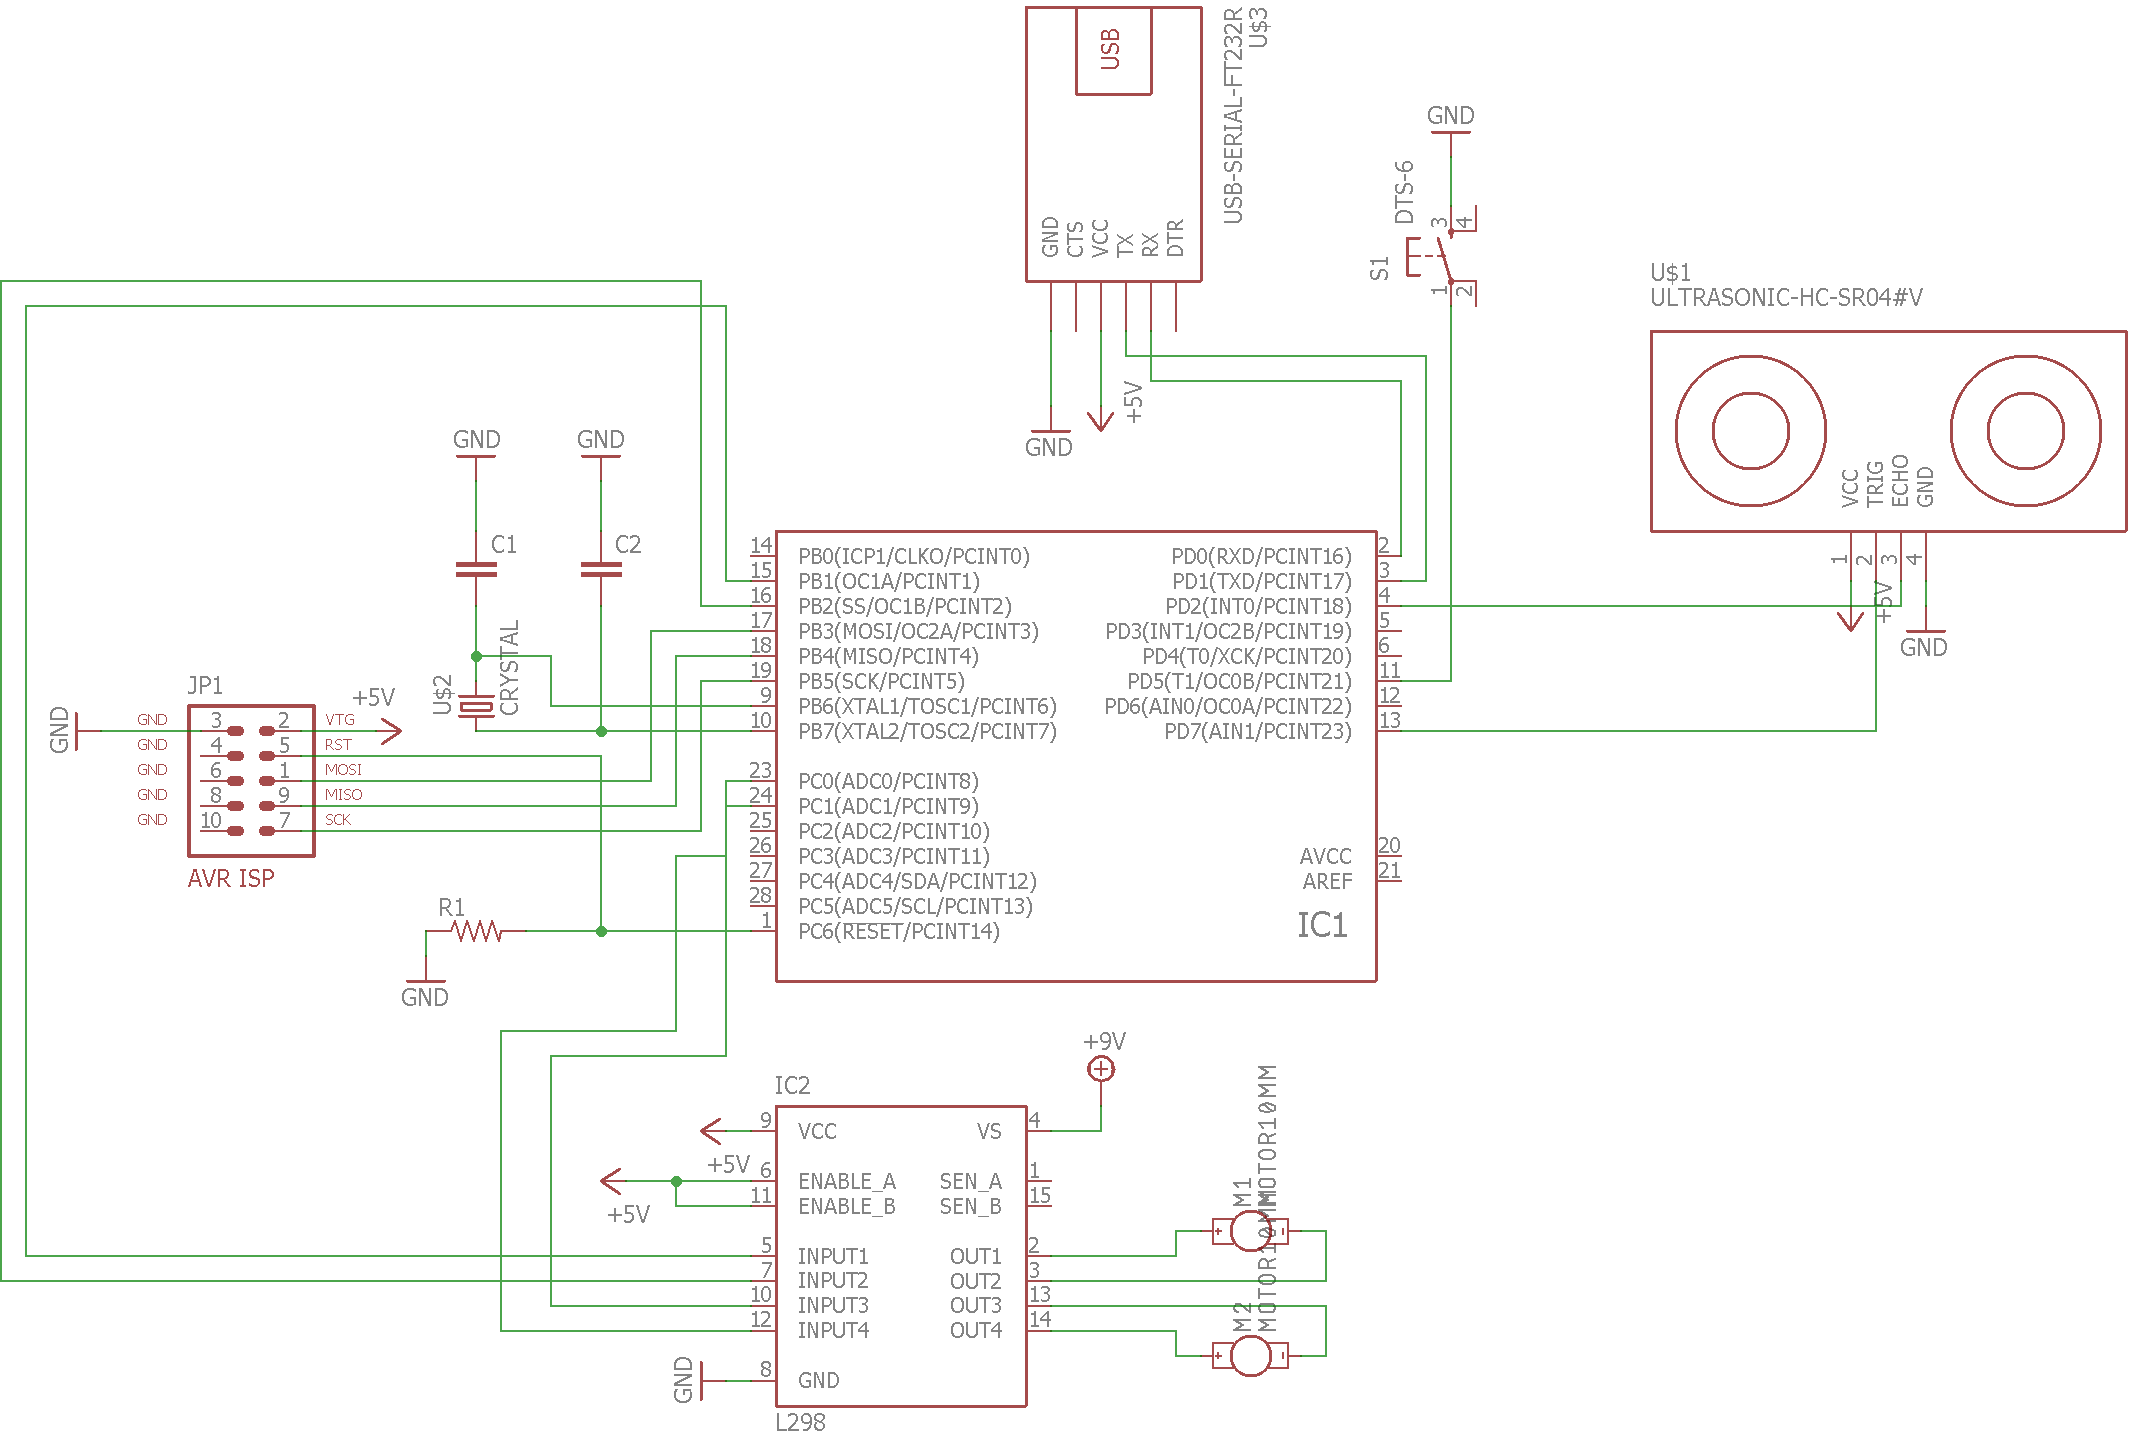 USB
USB-SERIAL-FT232R
U$3
GND
CTS
VCC
TX
RX
DTR
GND
+5V
GND
DTS-6
S1
3
4
1
2
U$1
ULTRASONIC-HC-SR04#V
VCC
TRIG
ECHO
GND
1
2
3
4
+5V
GND
GND
GND
C1
C2
U$2
CRYSTAL
JP1
+5V
GND
GND 3 2 VTG
GND 4 5 RST
GND 6 1 MOSI
GND 8 9 MISO
GND 10 7 SCK
AVR ISP
R1
GND
14 PB0(ICP1/CLKO/PCINT0) PD0(RXD/PCINT16) 2
15 PB1(OC1A/PCINT1) PD1(TXD/PCINT17) 3
16 PB2(SS/OC1B/PCINT2) PD2(INT0/PCINT18) 4
17 PB3(MOSI/OC2A/PCINT3) PD3(INT1/OC2B/PCINT19) 5
18 PB4(MISO/PCINT4) PD4(T0/XCK/PCINT20) 6
19 PB5(SCK/PCINT5) PD5(T1/OC0B/PCINT21) 11
9 PB6(XTAL1/TOSC1/PCINT6) PD6(AIN0/OC0A/PCINT22) 12
10 PB7(XTAL2/TOSC2/PCINT7) PD7(AIN1/PCINT23) 13
23 PC0(ADC0/PCINT8)
24 PC1(ADC1/PCINT9)
25 PC2(ADC2/PCINT10)
26 PC3(ADC3/PCINT11) AVCC 20
27 PC4(ADC4/SDA/PCINT12) AREF 21
28 PC5(ADC5/SCL/PCINT13)
1 PC6(RESET/PCINT14)
IC1
+9V
IC2
9 VCC VS 4
+5V
6 ENABLE_A SEN_A 1
11 ENABLE_B SEN_B 15
+5V
5 INPUT1 OUT1 2
7 INPUT2 OUT2 3
10 INPUT3 OUT3 13
12 INPUT4 OUT4 14
8 GND
GND
L298
M1
MOTOR10MM
+ -
M2
MOTOR10MM
+ -